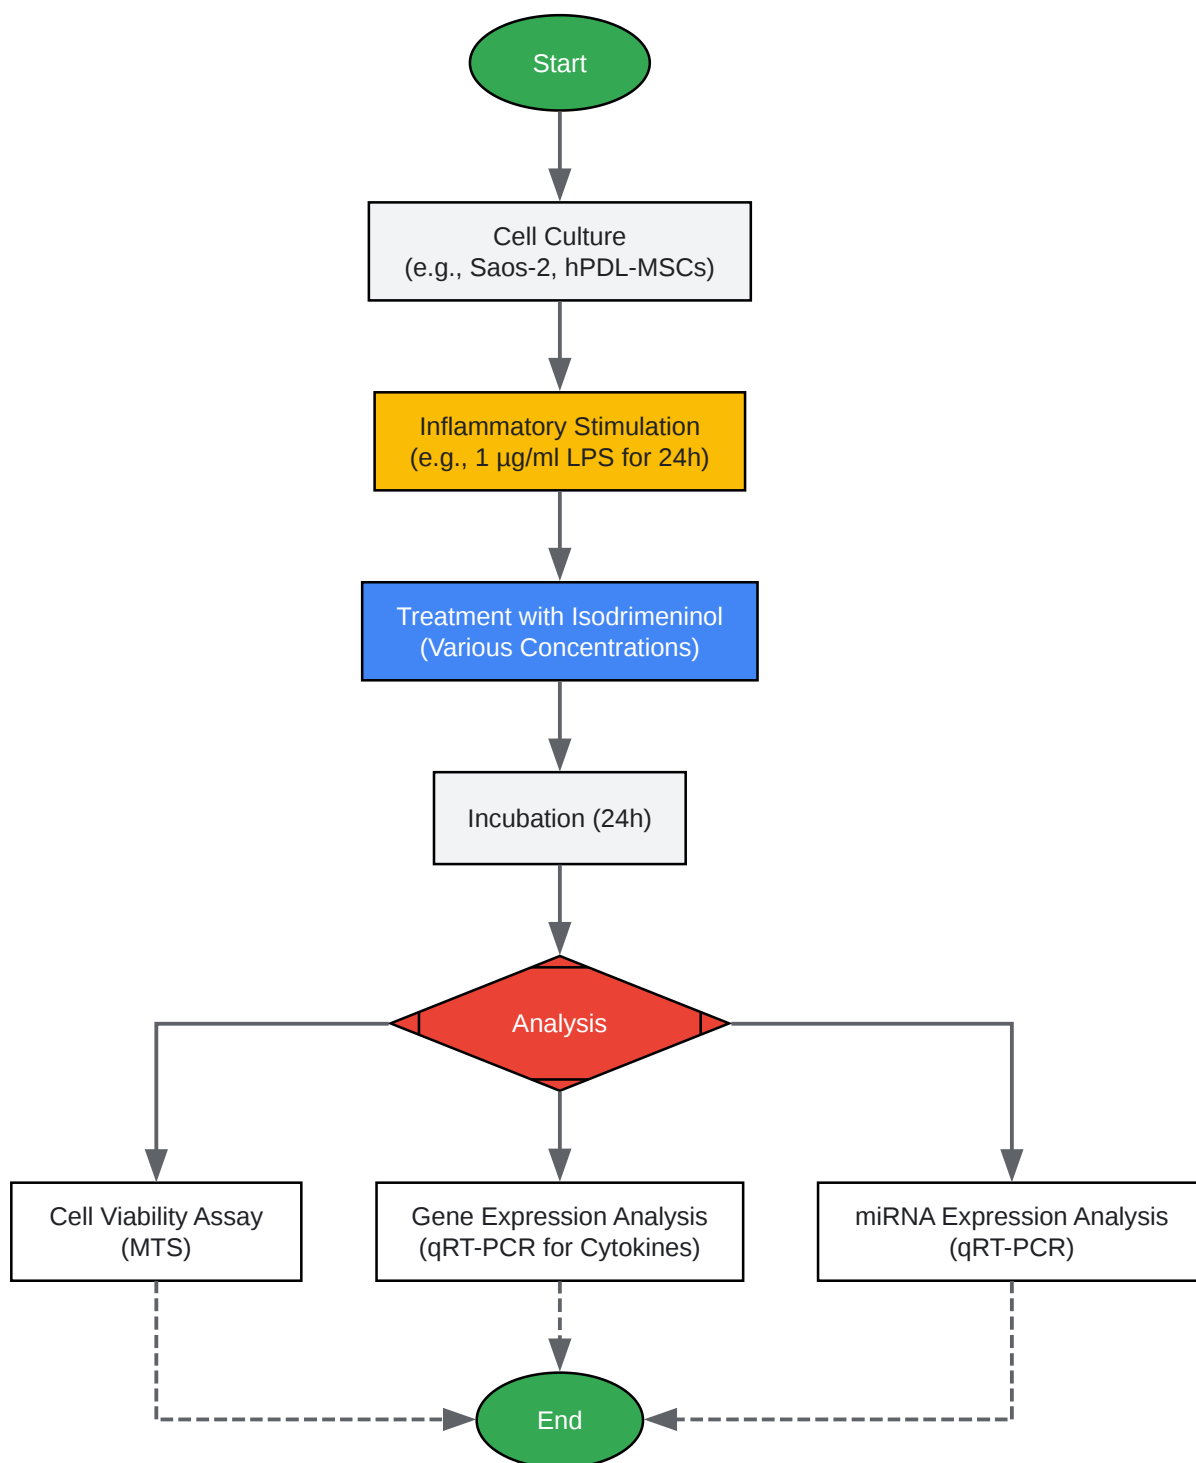 Start
Cell Culture
(e.g., Saos-2, hPDL-MSCs)
Inflammatory Stimulation
(e.g., 1 µg/ml LPS for 24h)
Treatment with Isodrimeninol
(Various Concentrations)
Incubation (24h)
Analysis
Cell Viability Assay
(MTS)
Gene Expression Analysis
(qRT-PCR for Cytokines)
miRNA Expression Analysis
(qRT-PCR)
End